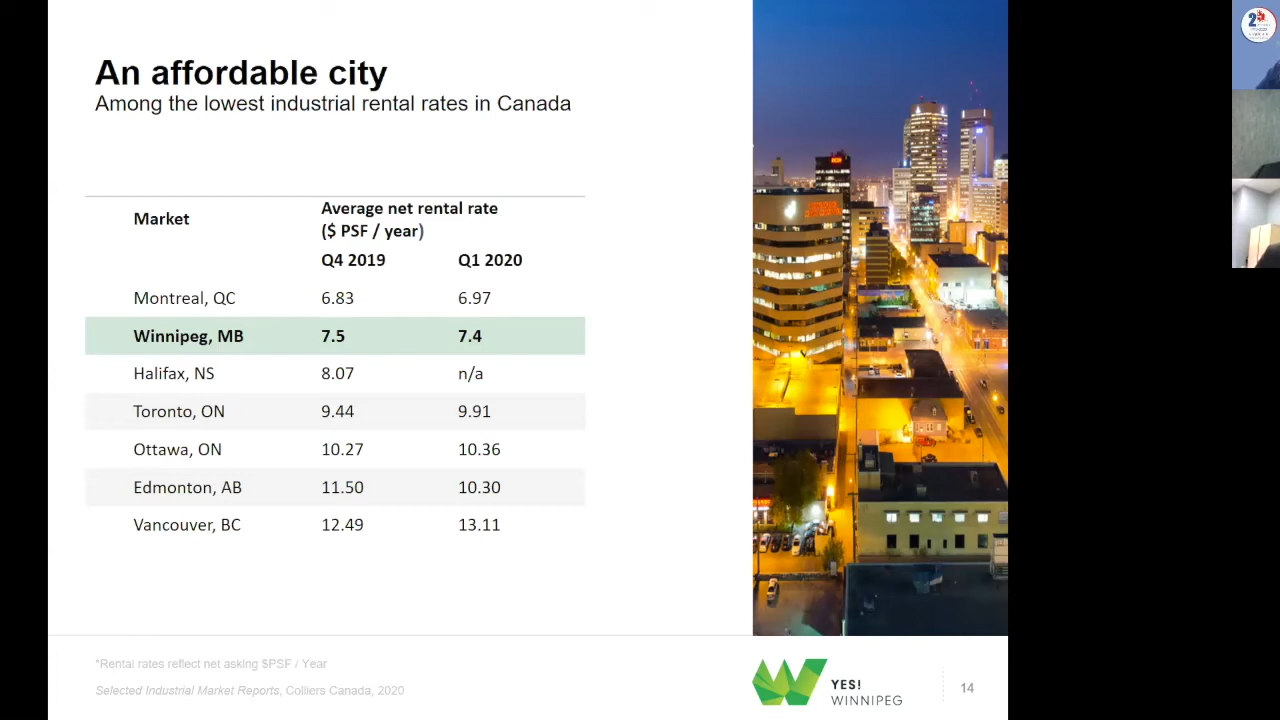 An affordable city
Among the lowest industrial rental rates in Canada
Market
Average net rental rate
($ PSF / year)
Q4 2019 Q1 2020
Montreal, QC 6.83 6.97
Winnipeg, MB 7.5 7.4
Halifax, NS 8.07 n/a
Toronto, ON 9.44 9.91
Ottawa, ON 10.27 10.36
Edmonton, AB 11.50 10.30
Vancouver, BC 12.49 13.11
*Rental rates reflect net asking $PSF / Year
Selected Industrial Market Reports, Colliers Canada, 2020
YES!
WINNIPEG
14